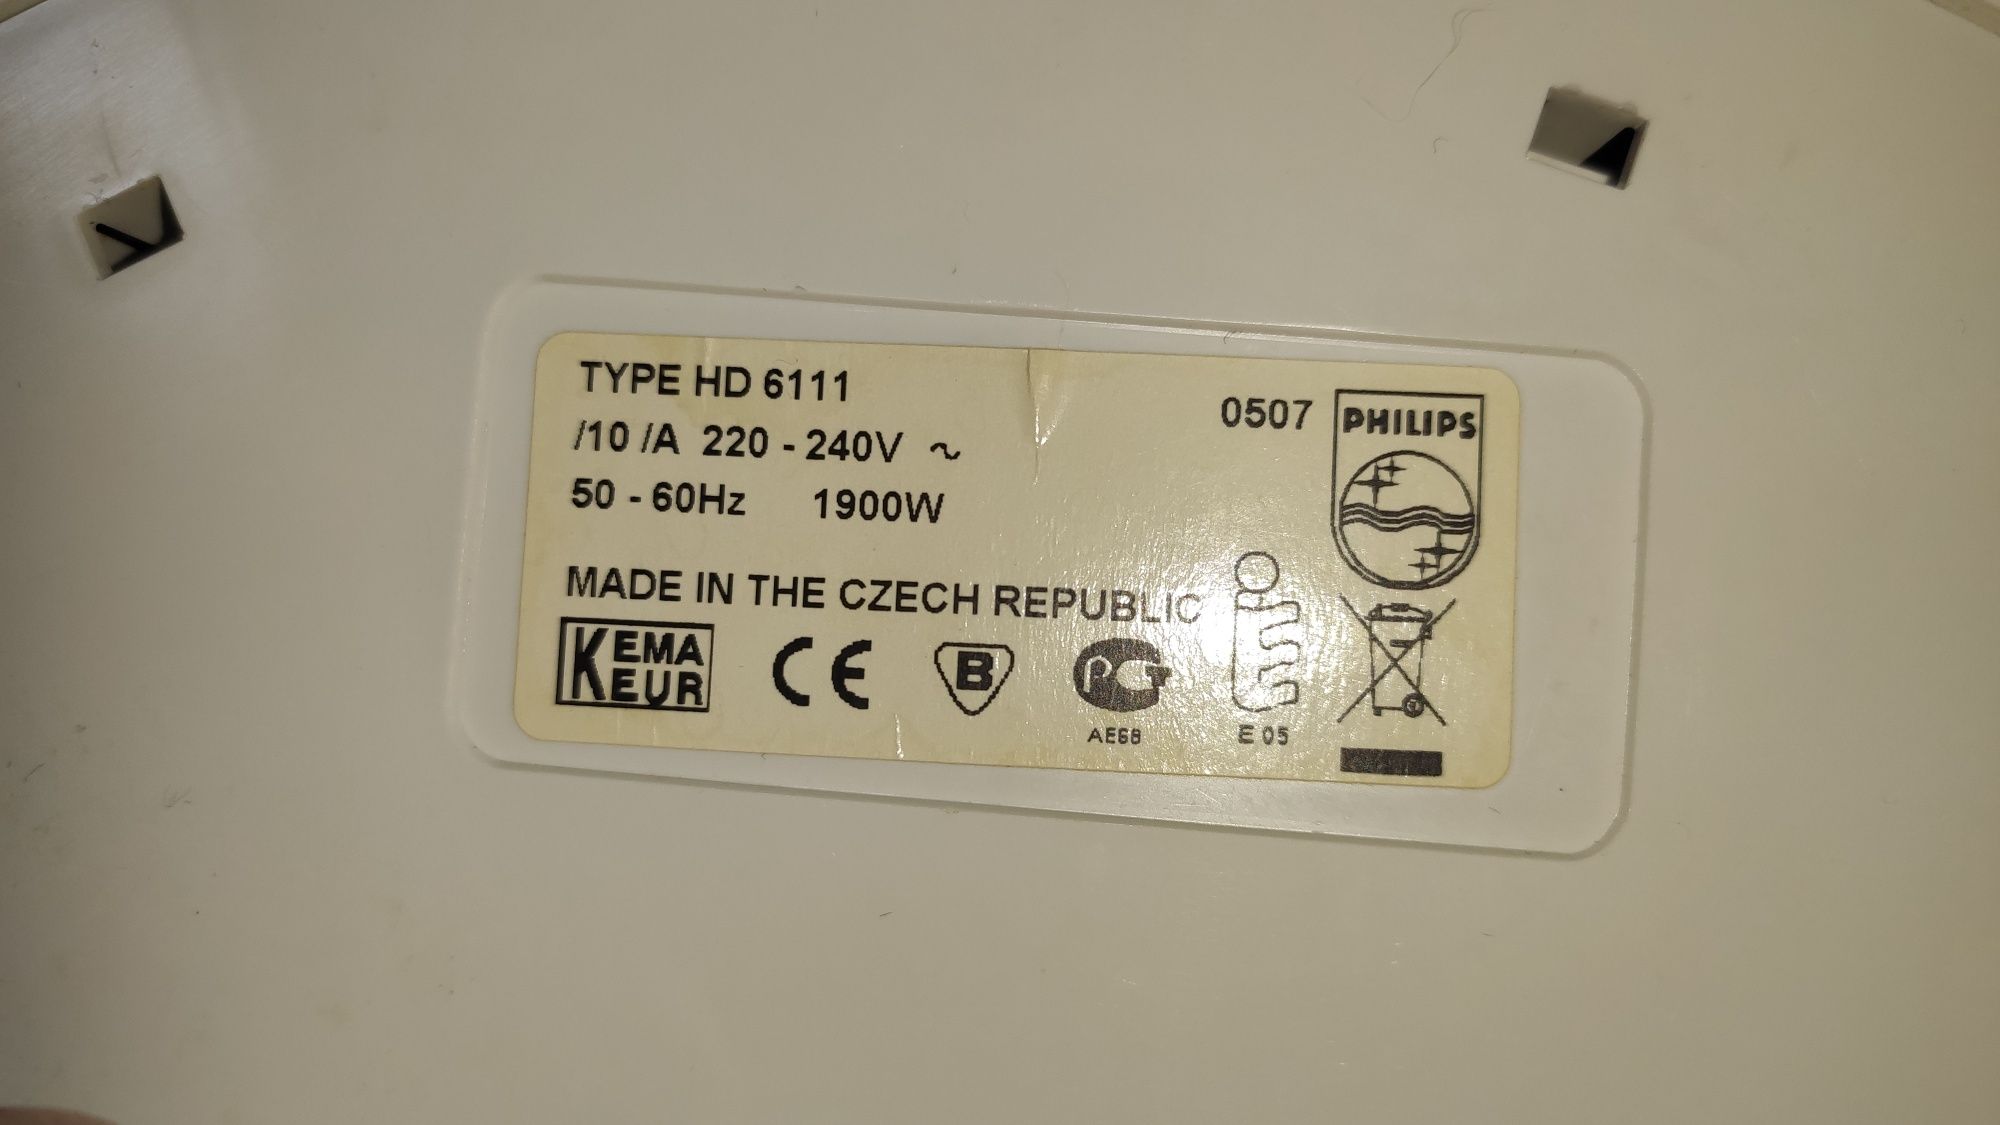 TYPE HD 6111
/10 /A 220 - 240V ~
50 - 60Hz 1900W
0507
PHILIPS
MADE IN THE CZECH REPUBLIC
KEMA
KEUR
CE
B
PCT
AE68
E 05